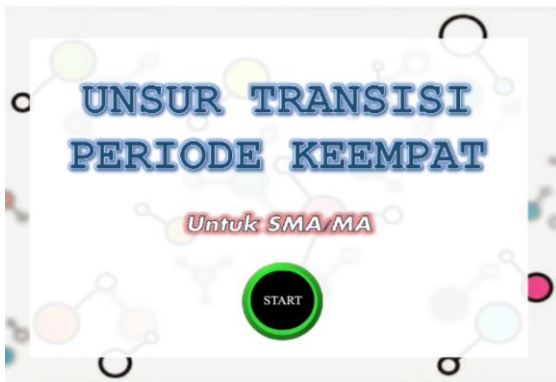 UNSUR TRANSISI
PERIODE KEEMPAT
Untuk SMA/MA
START